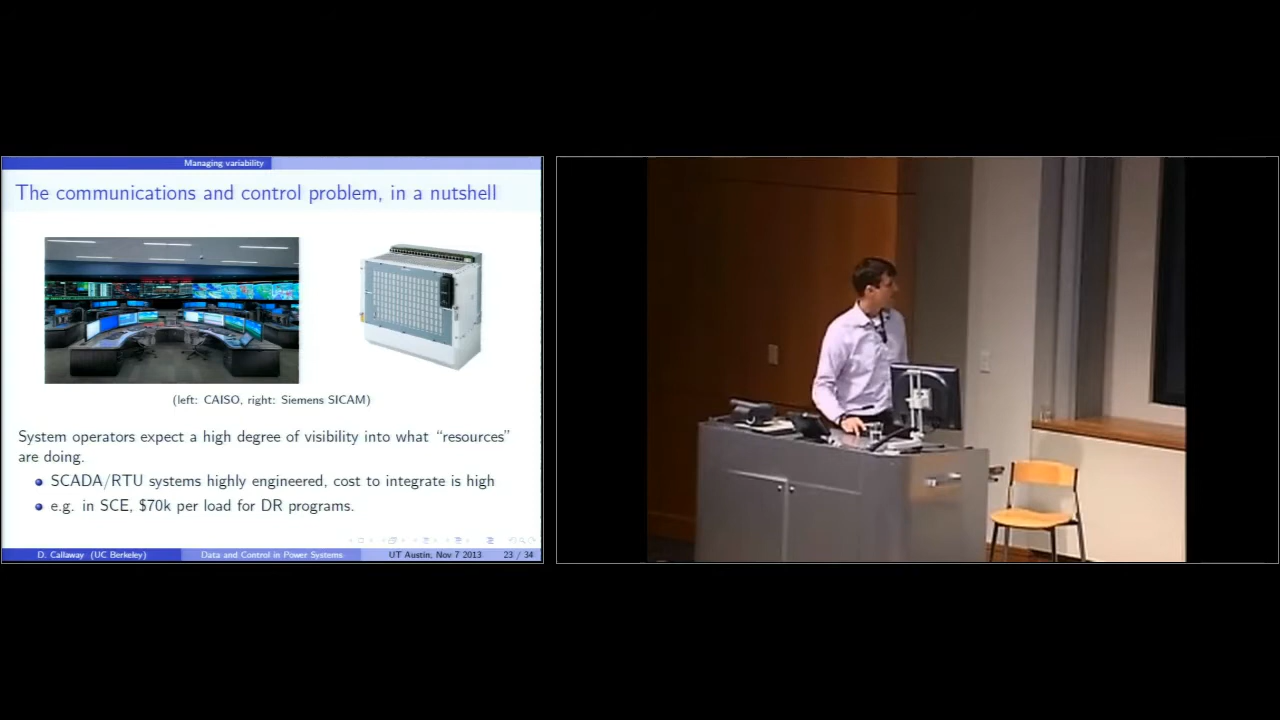 Managing variability
The communications and control problem, in a nutshell
(left: CAISO, right: Siemens SICAM)
System operators expect a high degree of visibility into what “resources”
are doing.
SCADA/RTU systems highly engineered, cost to integrate is high
e.g. in SCE, $70k per load for DR programs.
D. Callaway (UC Berkeley)
Data and Control in Power Systems
UT Austin, Nov 7 2013
23 / 34